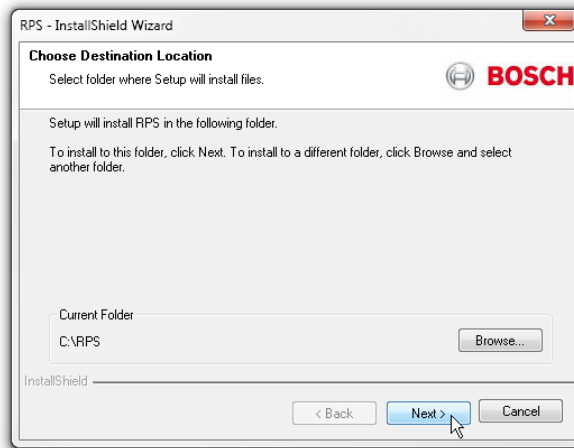 RPS - InstallShield Wizard
Choose Destination Location
Select folder where Setup will install files.
BOSCH
Setup will install RPS in the following folder.
To install to this folder, click Next. To install to a different folder, click Browse and select
another folder.
Current Folder
C:\RPS
Browse...
InstallShield
< Back
Next >
Cancel